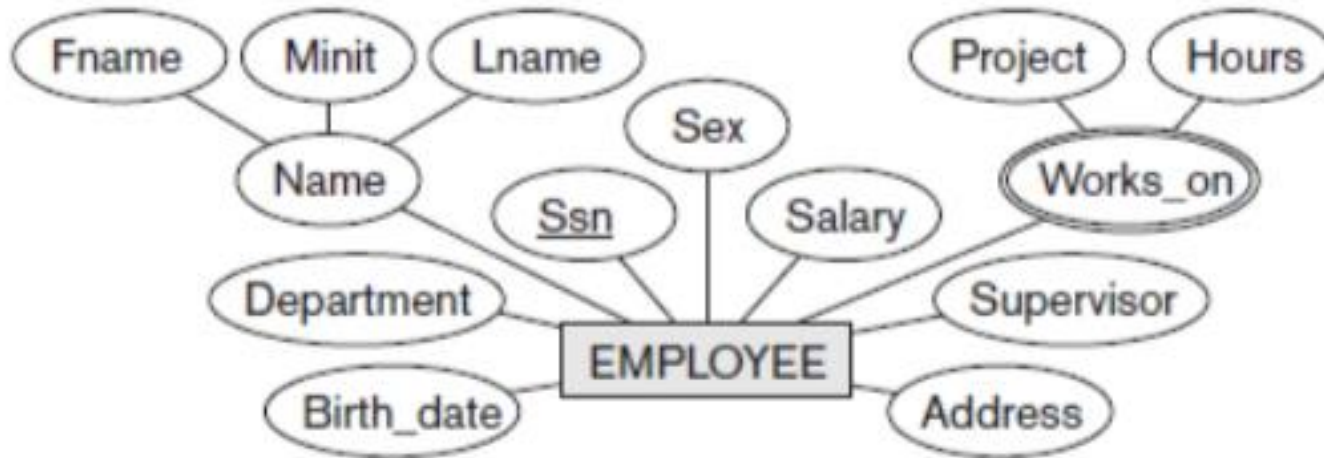 Fname
Minit
Lname
Project
Hours
Sex
Name
Works_on
Ssn
Salary
Department
Supervisor
EMPLOYEE
Birth_date
Address